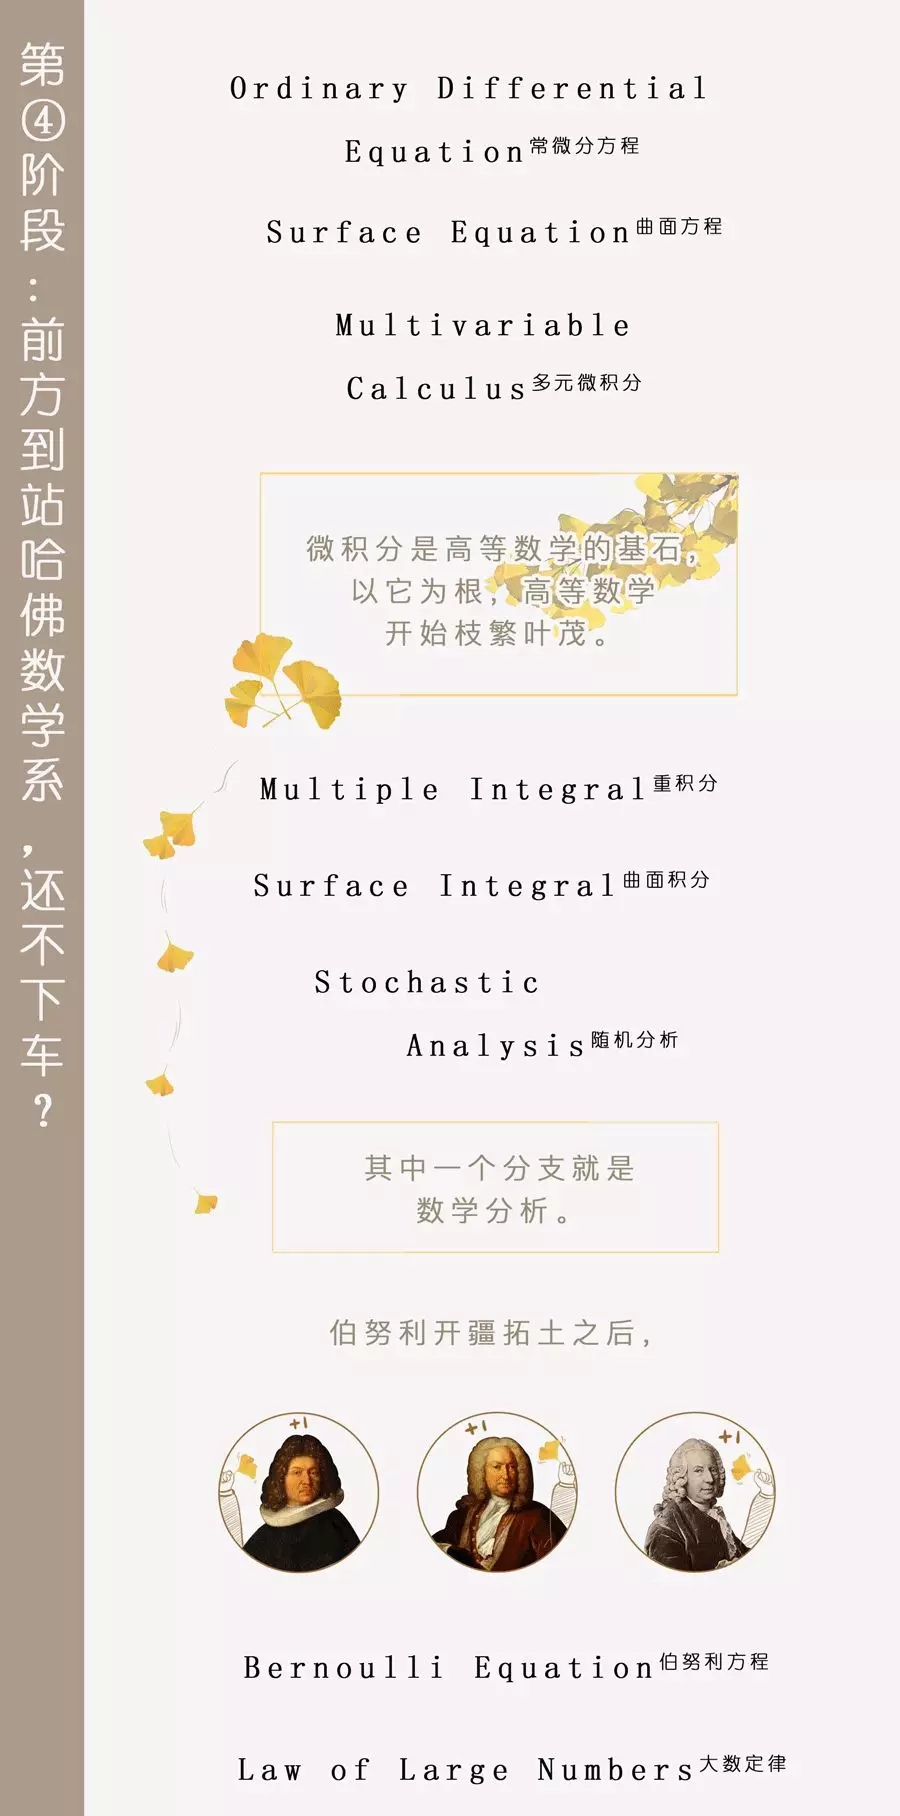 第④阶段:前方到站哈佛数学系,还不下车?
Ordinary Differential
Equation常微分方程
Surface Equation曲面方程
Multivariable
Calculus多元微积分
微积分是高等数学的基石,
以它为根,高等数学
开始枝繁叶茂。
Multiple Integral重积分
Surface Integral曲面积分
Stochastic
Analysis随机分析
其中一个分支就是
数学分析。
伯努利开疆拓土之后,
+1
+1
+1
Bernoulli Equation伯努利方程
Law of Large Numbers大数定律